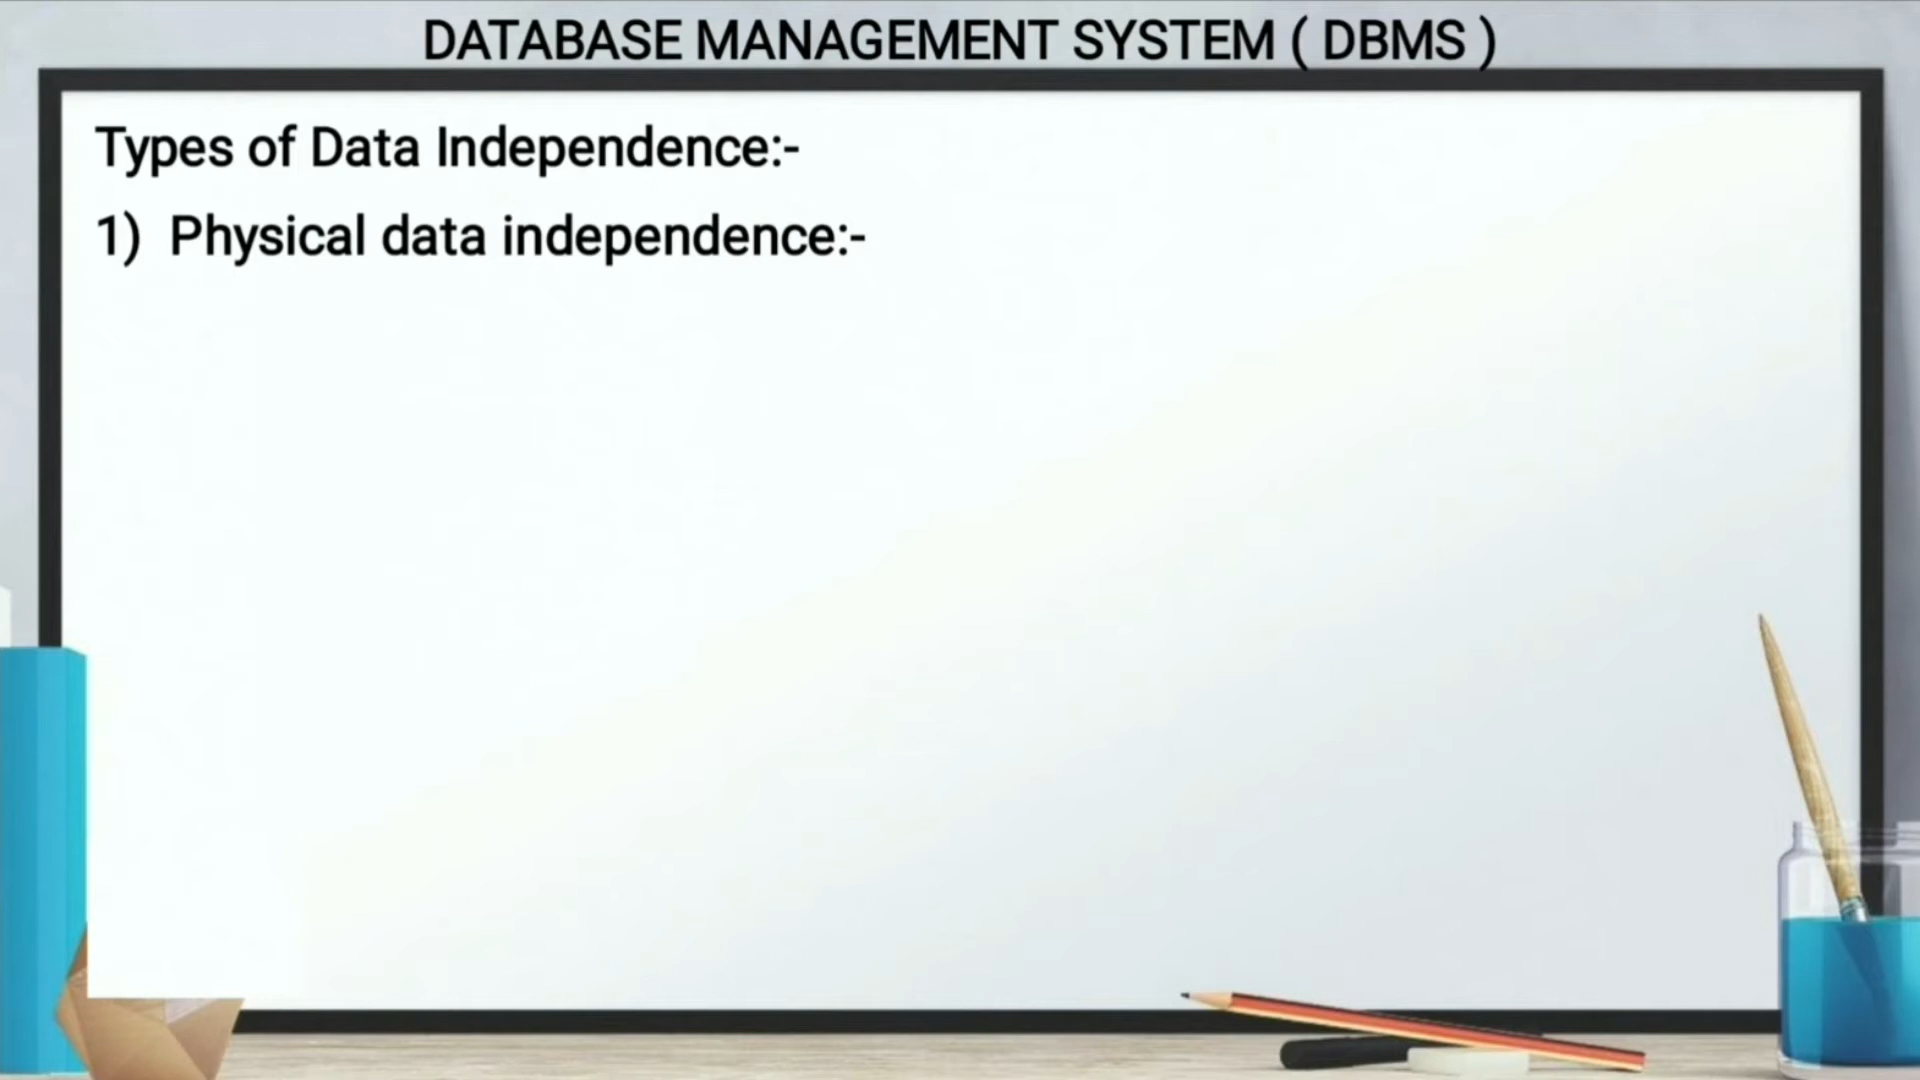 DATABASE MANAGEMENT SYSTEM ( DBMS )
Types of Data Independence:-
1) Physical data independence:-